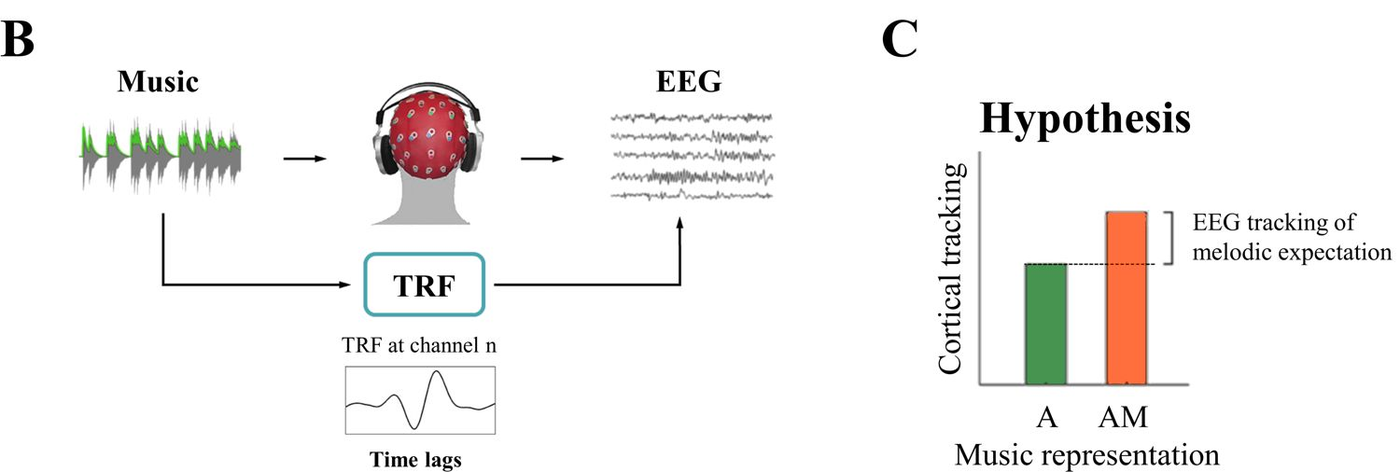 B
Music
EEG
TRF
TRF at channel n
Time lags
C
Hypothesis
Cortical tracking
EEG tracking of
melodic expectation
A AM
Music representation